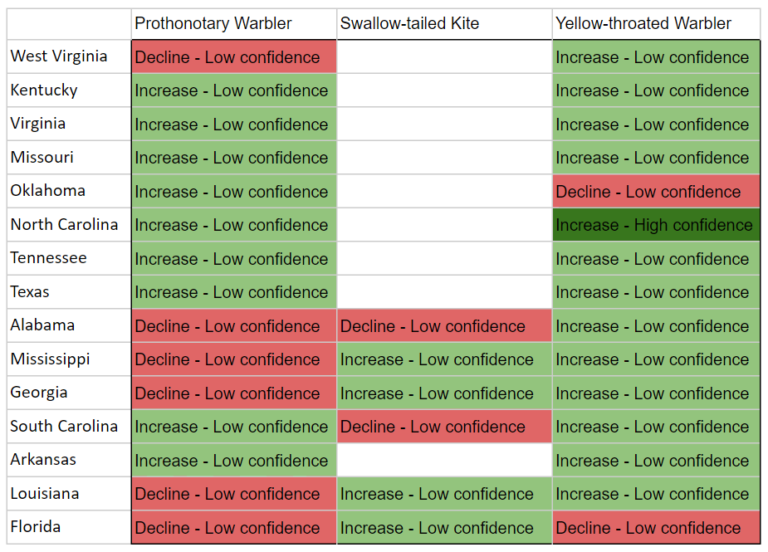 Prothonotary Warbler Swallow-tailed Kite Yellow-throated Warbler
West Virginia Decline - Low confidence Increase - Low confidence
Kentucky Increase - Low confidence Increase - Low confidence
Virginia Increase - Low confidence Increase - Low confidence
Missouri Increase - Low confidence Increase - Low confidence
Oklahoma Increase - Low confidence Decline - Low confidence
North Carolina Increase - Low confidence Increase - High confidence
Tennessee Increase - Low confidence Increase - Low confidence
Texas Increase - Low confidence Increase - Low confidence
Alabama Decline - Low confidence Decline - Low confidence Increase - Low confidence
Mississippi Decline - Low confidence Increase - Low confidence Increase - Low confidence
Georgia Decline - Low confidence Increase - Low confidence Increase - Low confidence
South Carolina Increase - Low confidence Decline - Low confidence Increase - Low confidence
Arkansas Increase - Low confidence Increase - Low confidence
Louisiana Decline - Low confidence Increase - Low confidence Increase - Low confidence
Florida Decline - Low confidence Increase - Low confidence Decline - Low confidence